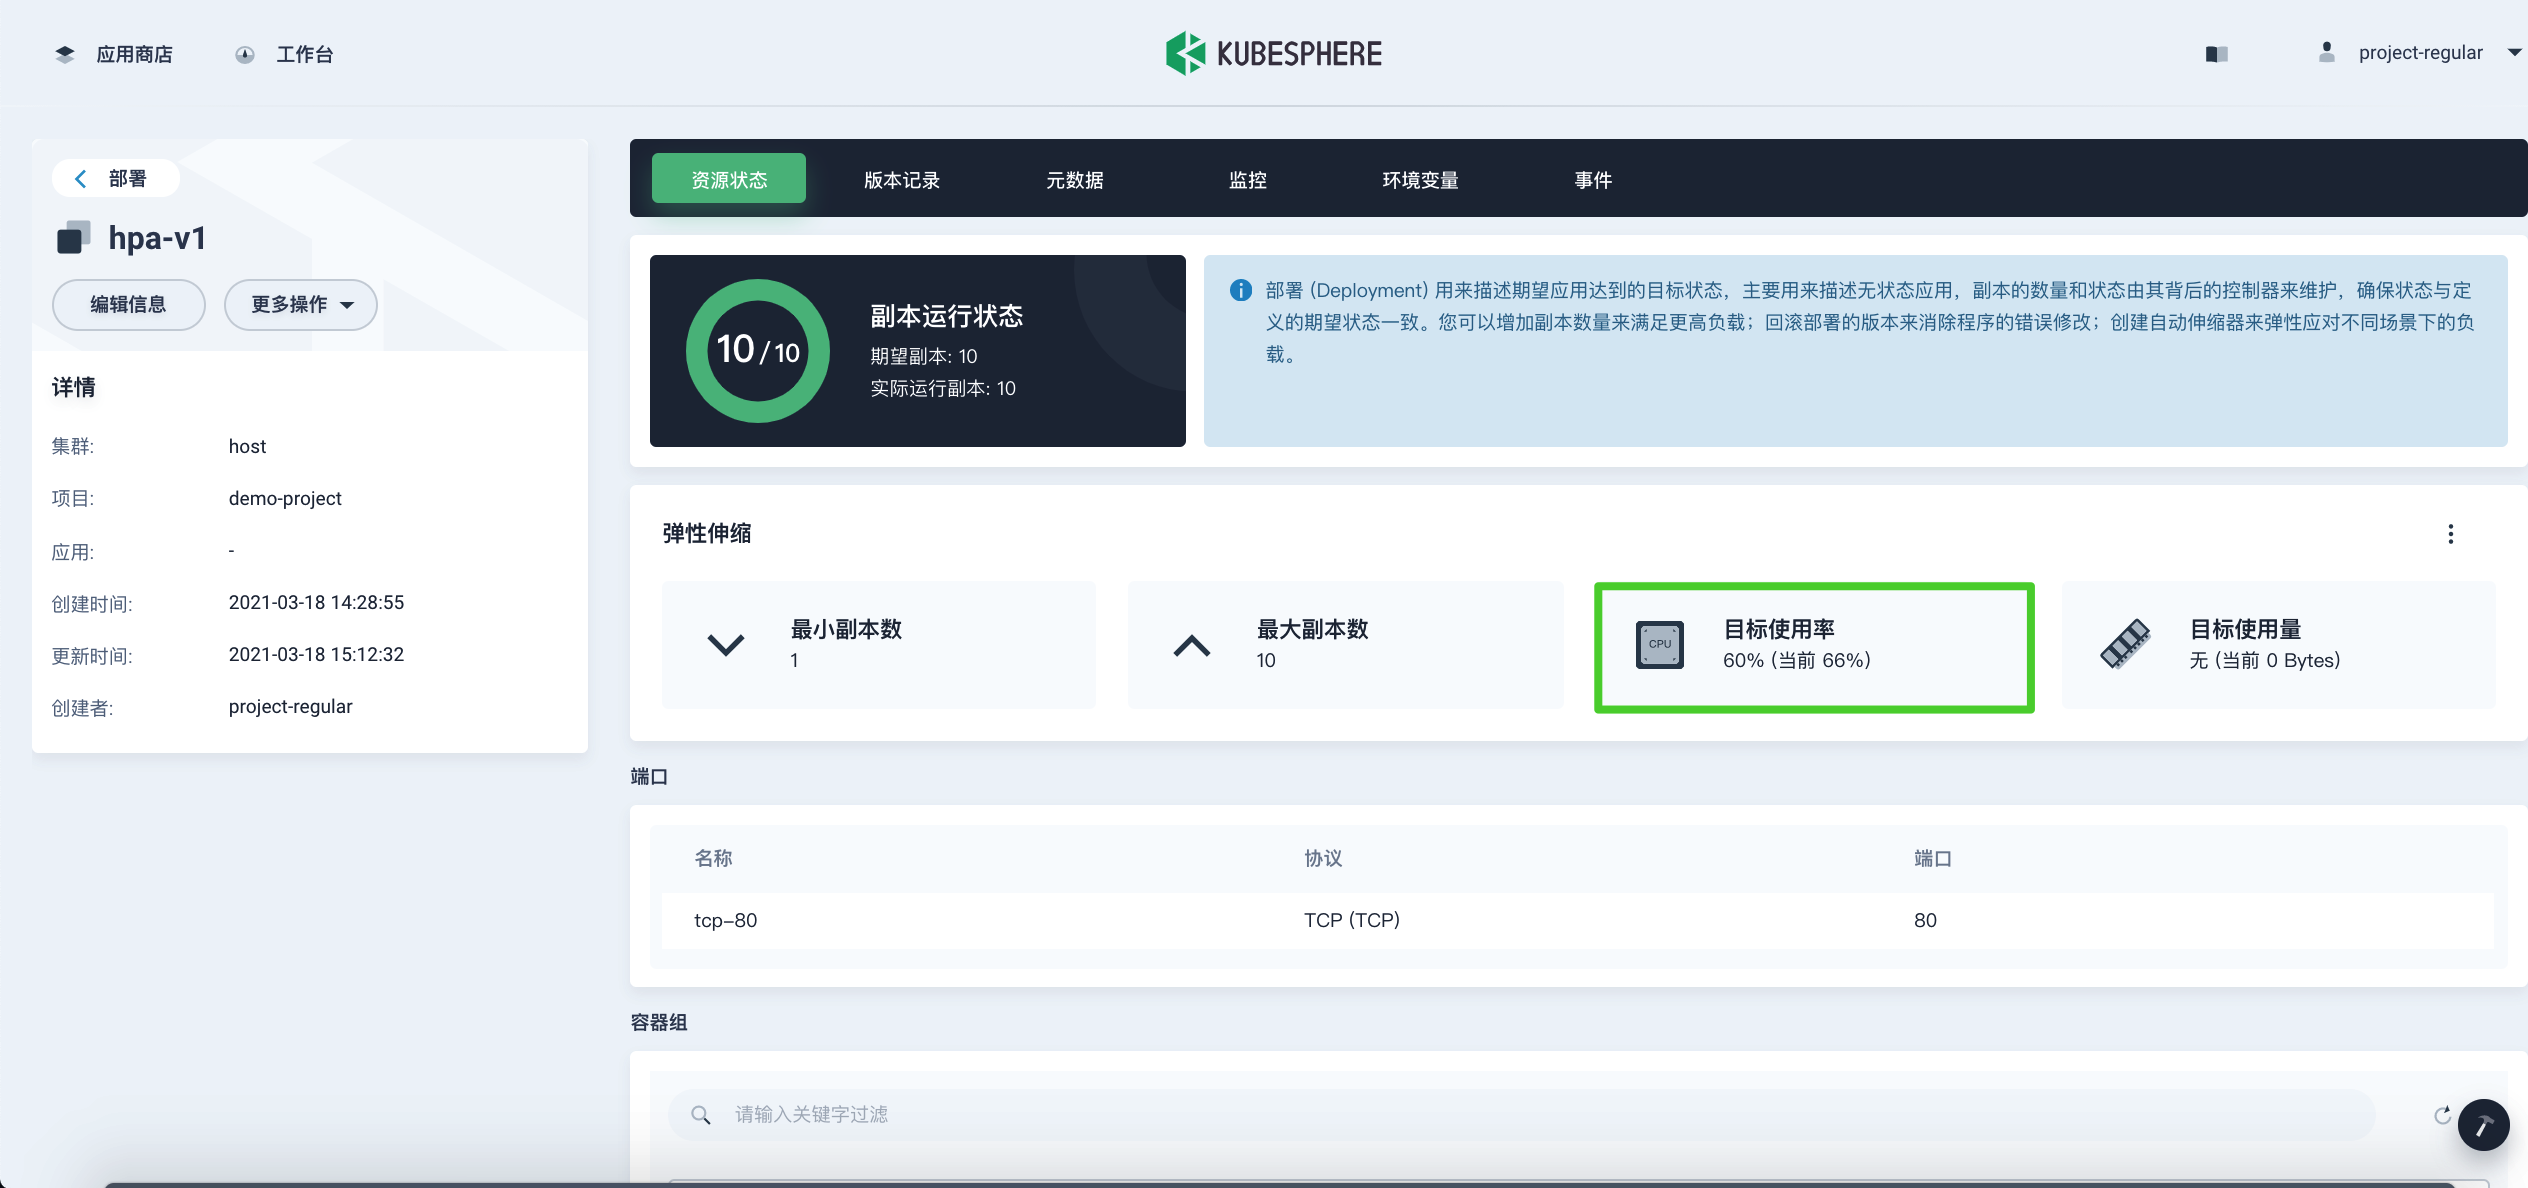 应用商店
工作台
KUBESPHERE
project-regular
部署
hpa-v1
编辑信息
更多操作
详情
集群:
host
项目:
demo-project
应用:
-
创建时间:
2021-03-18 14:28:55
更新时间:
2021-03-18 15:12:32
创建者:
project-regular
资源状态
版本记录
元数据
监控
环境变量
事件
10/10
副本运行状态
期望副本: 10
实际运行副本: 10
部署 (Deployment) 用来描述期望应用达到的目标状态，主要用来描述无状态应用，副本的数量和状态由其背后的控制器来维护，确保状态与定
义的期望状态一致。您可以增加副本数量来满足更高负载；回滚部署的版本来消除程序的错误修改；创建自动伸缩器来弹性应对不同场景下的负
载。
弹性伸缩
最小副本数
1
最大副本数
10
CPU
目标使用率
60% (当前 66%)
目标使用量
无 (当前 0 Bytes)
端口
名称
协议
端口
tcp-80
TCP (TCP)
80
容器组
请输入关键字过滤